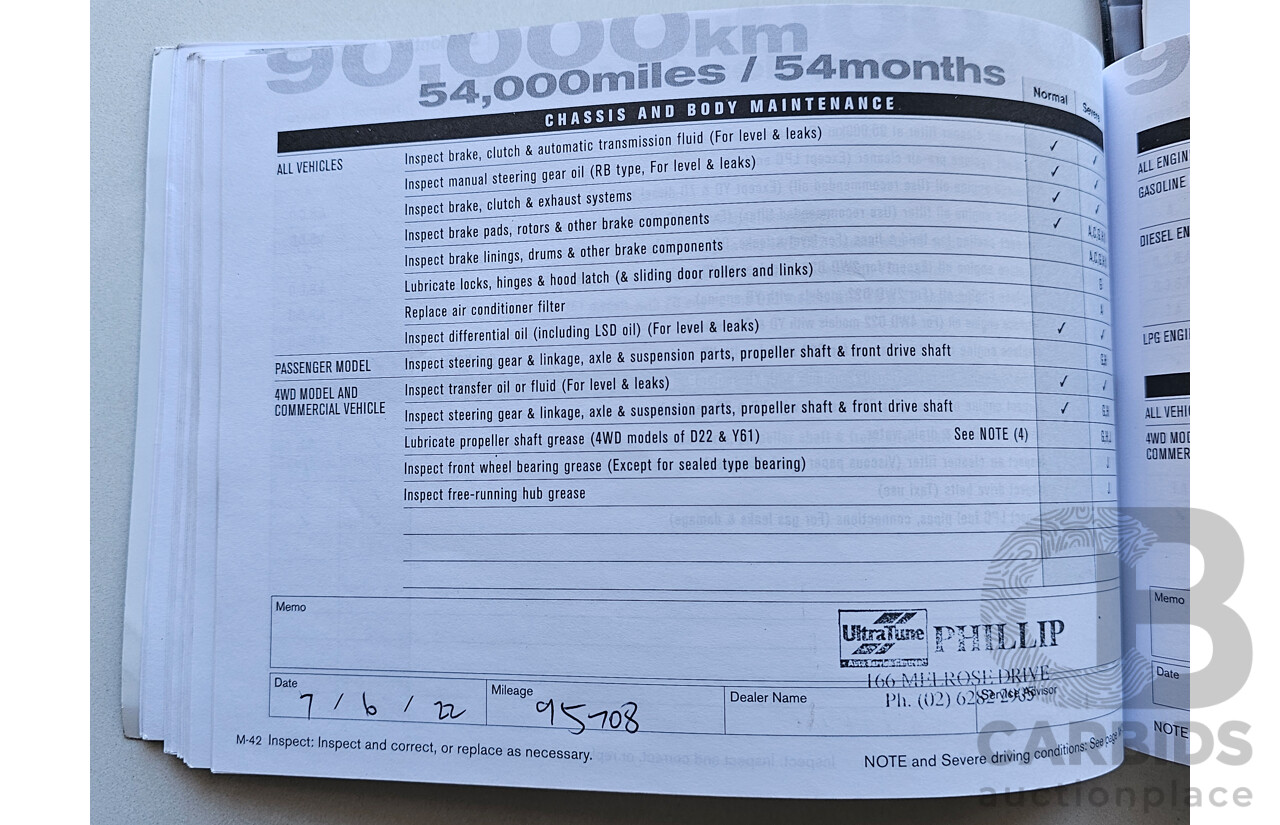 90,000km
54,000miles / 54months
CHASSIS AND BODY MAINTENANCE
Normal
ALL VEHICLES
Inspect brake, clutch & automatic transmission fluid (For level & leaks) ✓ ✓
Inspect manual steering gear oil (RB type, For level & leaks) ✓ ✓
Inspect brake, clutch & exhaust systems ✓ ✓
Inspect brake pads, rotors & other brake components ✓
Inspect brake linings, drums & other brake components
Lubricate locks, hinges & hood latch (& sliding door rollers and links)
Replace air conditioner filter
Inspect differential oil (including LSD oil) (For level & leaks) ✓ ✓
PASSENGER MODEL Inspect steering gear & linkage, axle & suspension parts, propeller shaft & front drive shaft G,H
4WD MODEL AND
COMMERCIAL VEHICLE
Inspect transfer oil or fluid (For level & leaks) ✓ ✓
Inspect steering gear & linkage, axle & suspension parts, propeller shaft & front drive shaft ✓ G,H
Lubricate propeller shaft grease (4WD models of D22 & Y61) See NOTE (4)
Inspect front wheel bearing grease (Except for sealed type bearing)
Inspect free-running hub grease
Memo
UltraTune PHILLIP
Auto Service
166 MELROSE DRIVE
Ph. (02) 6282
Date 7 / 6 / 22
Mileage 95708
Dealer Name
Service Advisor
M-42 Inspect: Inspect and correct, or replace as necessary.
NOTE and Severe driving conditions: See page
ALL ENGIN
GASOLINE
DIESEL EN
LPG ENGI
ALL VEHI
4WD MOD
COMMER
Memo
Date
NOTE
CARBIDS
auctionplace